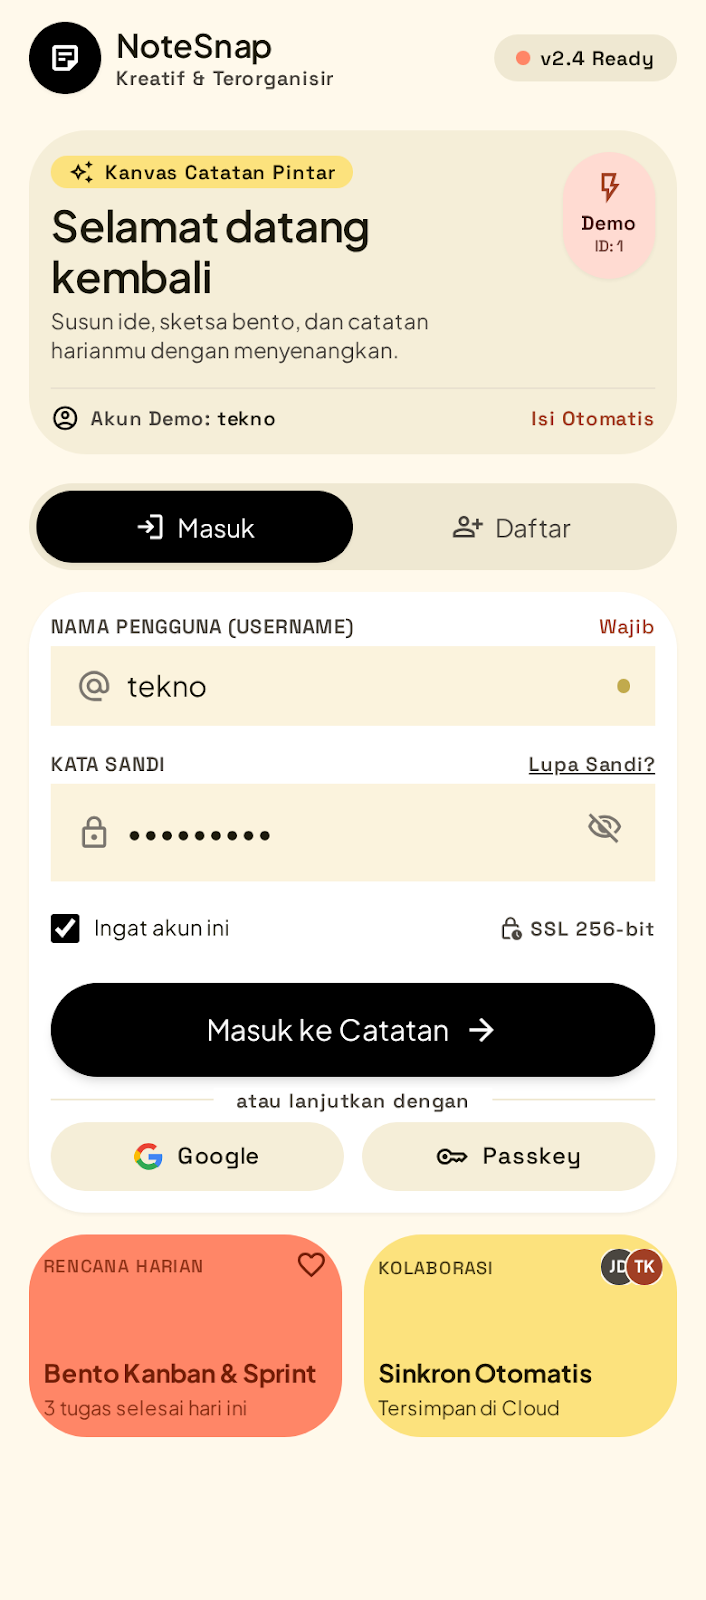 NoteSnap
Kreatif & Terorganisir
v2.4 Ready
Kanvas Catatan Pintar
Selamat datang
kembali
Susun ide, sketsa bento, dan catatan
harianmu dengan menyenangkan.
Demo
ID: 1
Akun Demo: tekno
Isi Otomatis
Masuk
Daftar
NAMA PENGGUNA (USERNAME)
Wajib
tekno
KATA SANDI
Lupa Sandi?
Ingat akun ini
SSL 256-bit
Masuk ke Catatan
atau lanjutkan dengan
Google
Passkey
RENCANA HARIAN
Bento Kanban & Sprint
3 tugas selesai hari ini
KOLABORASI
JD
TK
Sinkron Otomatis
Tersimpan di Cloud